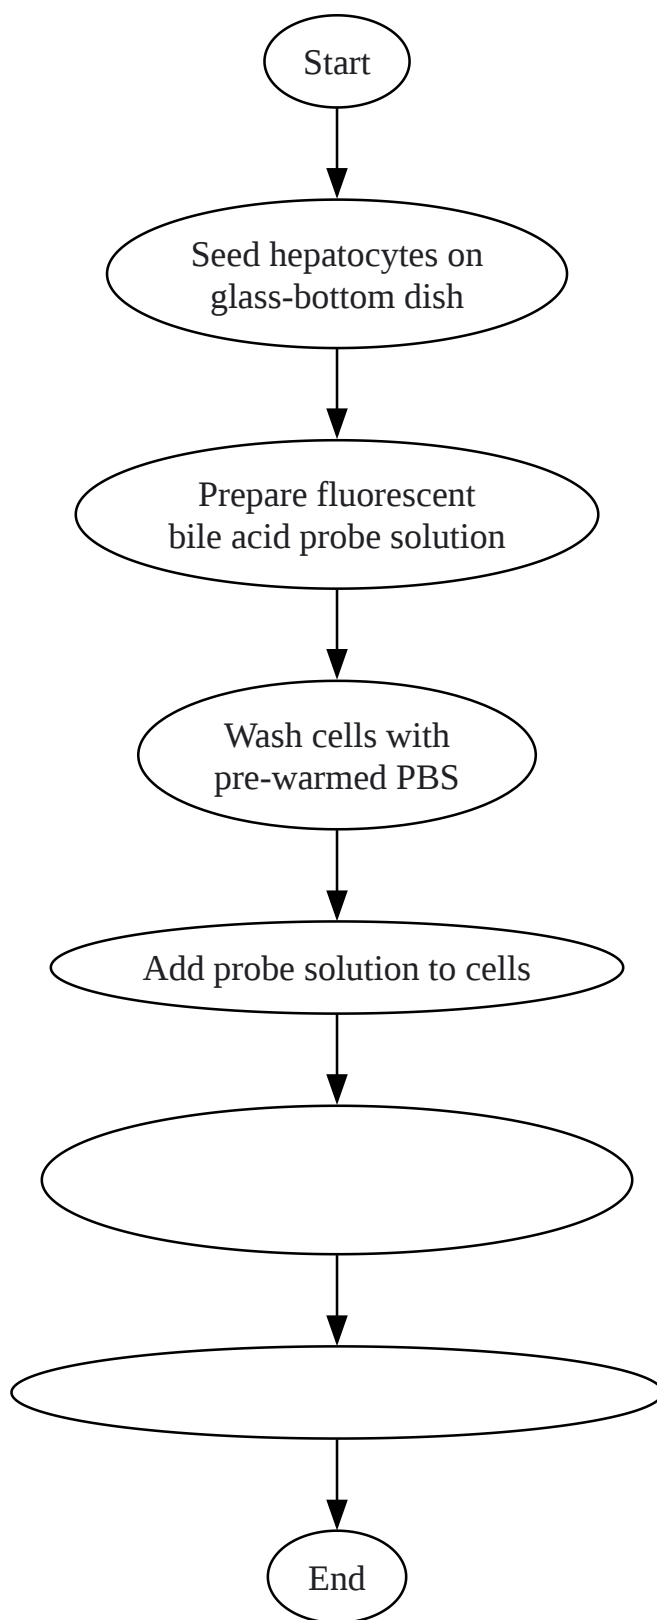 Start
Seed hepatocytes on
glass-bottom dish
Prepare fluorescent
bile acid probe solution
Wash cells with
pre-warmed PBS
Add probe solution to cells
End